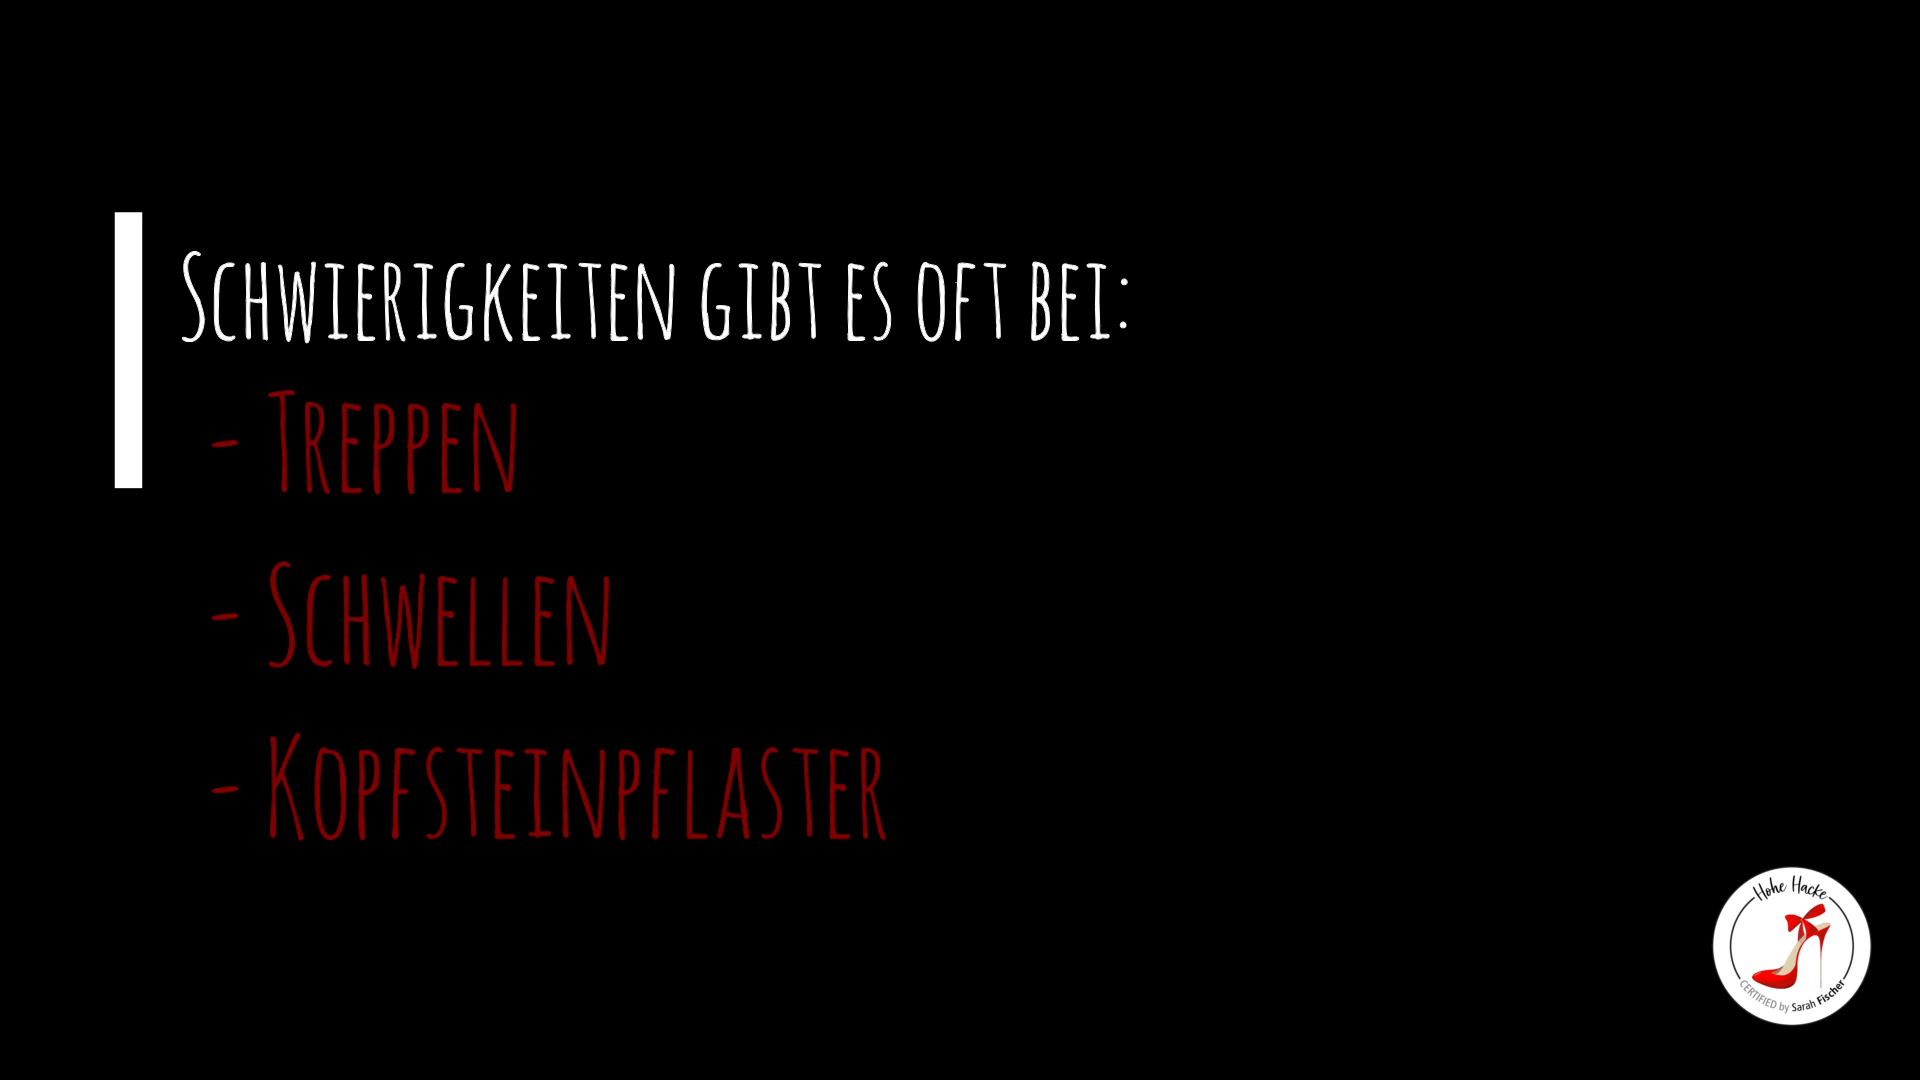 Schwierigkeiten gibt es oft bei:
- Treppen
- Schwellen
- Kopfsteinpflaster
Hohe Hacke
CERTIFIED by Sarah Fischer